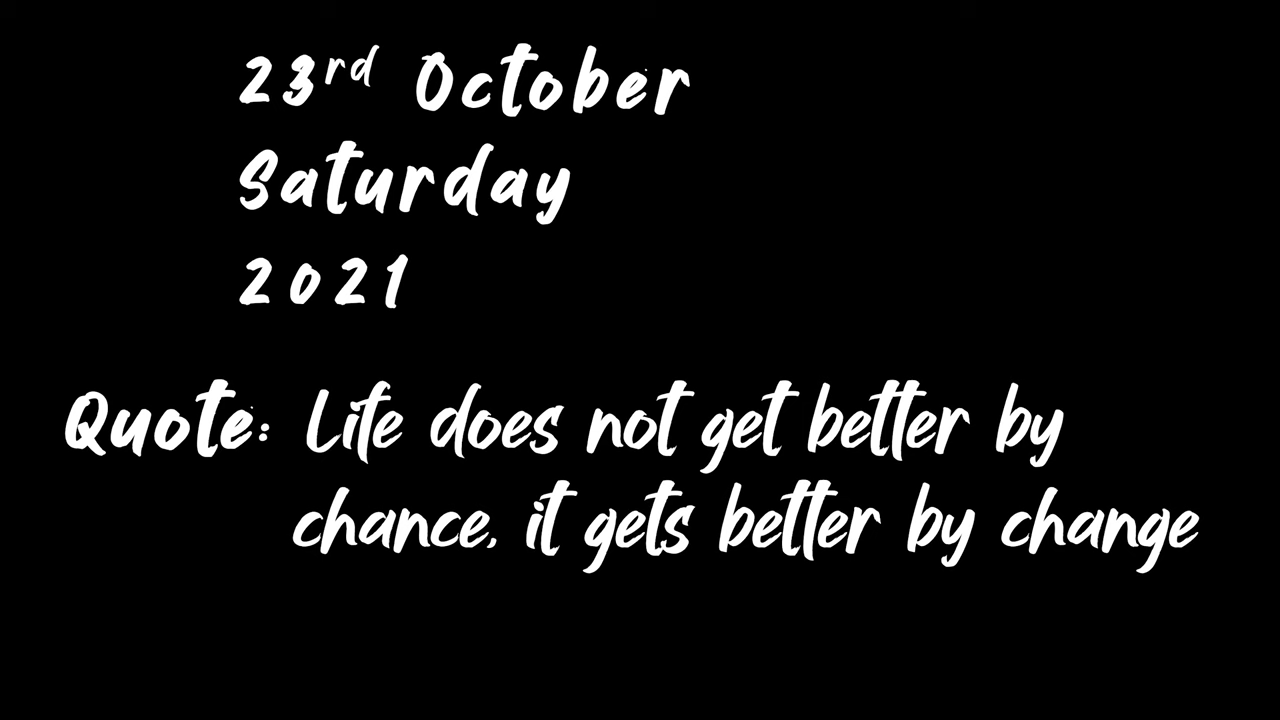 23rd October
Saturday
2021
Quote: Life does not get better by
chance, it gets better by change